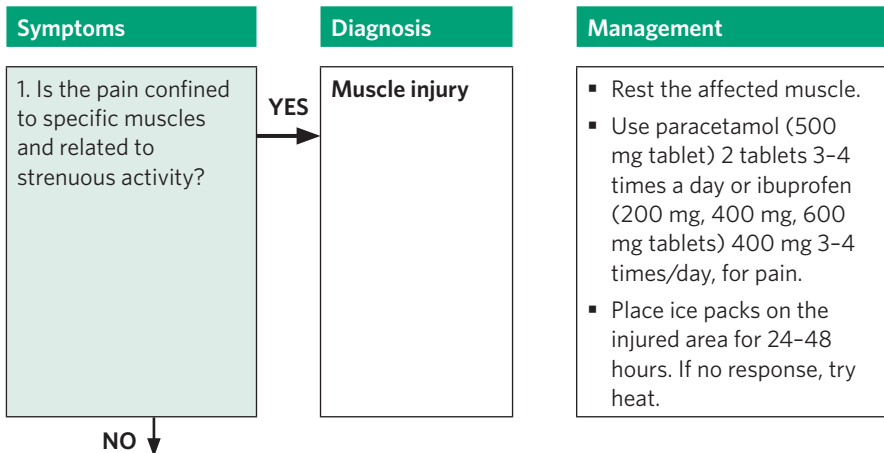 Symptoms
Diagnosis
Management
1. Is the pain confined
to specific muscles
and related to
strenuous activity?
YES
Muscle injury
▪ Rest the affected muscle.
▪ Use paracetamol (500
mg tablet) 2 tablets 3–4
times a day or ibuprofen
(200 mg, 400 mg, 600
mg tablets) 400 mg 3–4
times/day, for pain.
▪ Place ice packs on the
injured area for 24–48
hours. If no response, try
heat.
NO